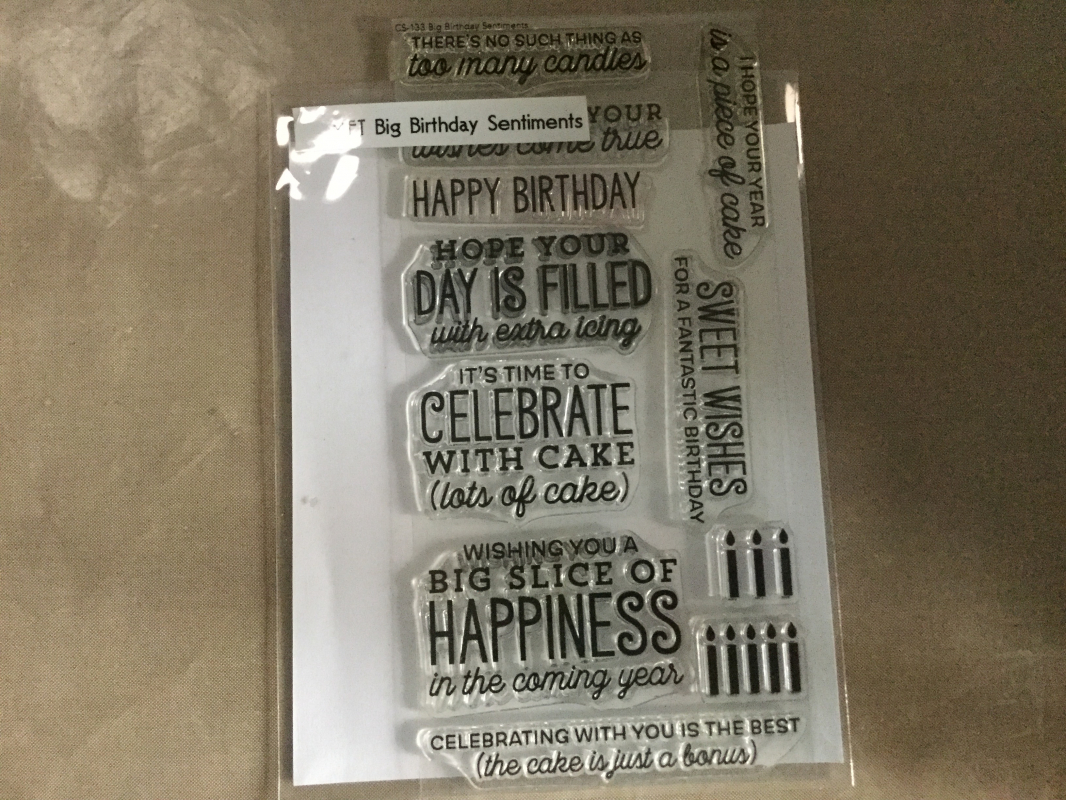 CS-133 Big Birthday Sentiments
THERE'S NO SUCH THING AS
too many candles
MFT Big Birthday Sentiments
YOUR
wishes come true
HAPPY BIRTHDAY
HOPE YOUR
DAY IS FILLED
with extra icing
IT'S TIME TO
CELEBRATE
WITH CAKE
(lots of cake)
WISHING YOU A
BIG SLICE OF
HAPPINESS
in the coming year
CELEBRATING WITH YOU IS THE BEST
(the cake is just a bonus)
I HOPE YOUR YEAR
is a piece of cake
SWEET WISHES
FOR A FANTASTIC BIRTHDAY